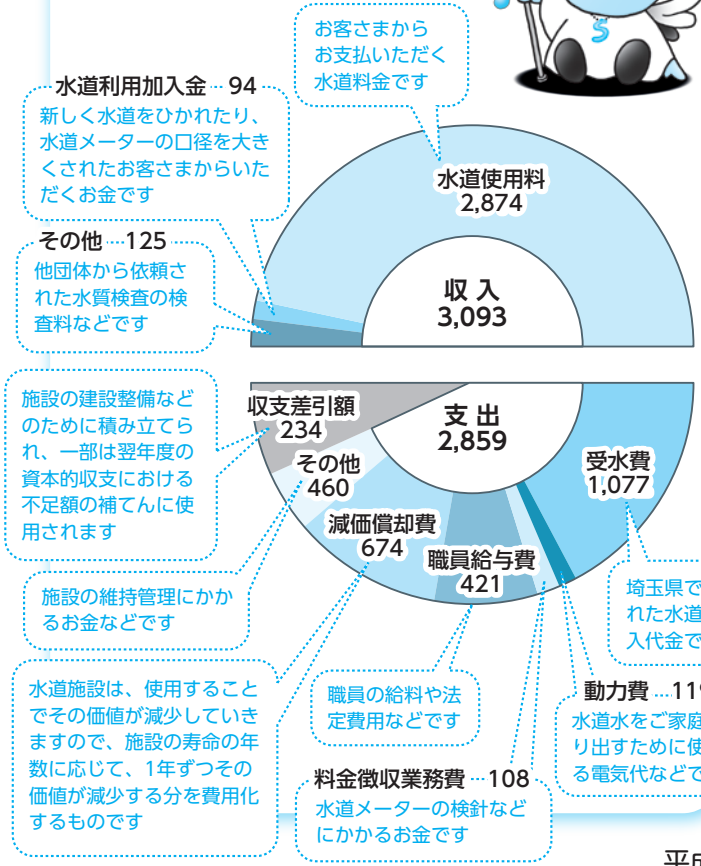 お客さまから
お支払いただく
水道料金です
水道利用加入金…94
新しく水道をひかれたり、
水道メーターの口径を大き
くされたお客さまからいた
だくお金です
水道使用料
2,874
その他…125
他団体から依頼さ
れた水質検査の検
査料などです
収入
3,093
施設の建設整備など
のために積み立てら
れ、一部は翌年度の
資本的収支における
不足額の補てんに使
用されます
収支差引額
234
支出
2,859
その他
460
受水費
1,077
減価償却費
674
職員給与費
421
施設の維持管理にかか
るお金などです
埼玉県で
れた水道
入代金で
水道施設は、使用すること
でその価値が減少していき
ますので、施設の寿命の年
数に応じて、1年ずつその
価値が減少する分を費用化
するものです
職員の給料や法
定費用などです
動力費…119
水道水をご家庭
り出すために使
る電気代などで
料金徴収業務費…108
水道メーターの検針など
にかかるお金です
S